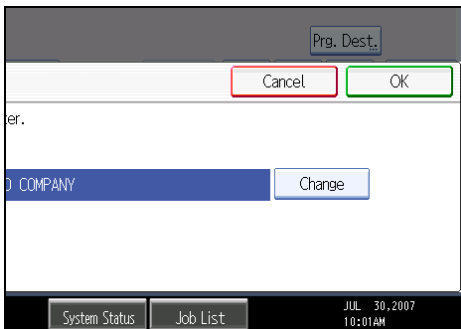 Prg. Dest.
Cancel OK
ter.
COMPANY Change
System Status Job List JUL 30,2007
10:01AM